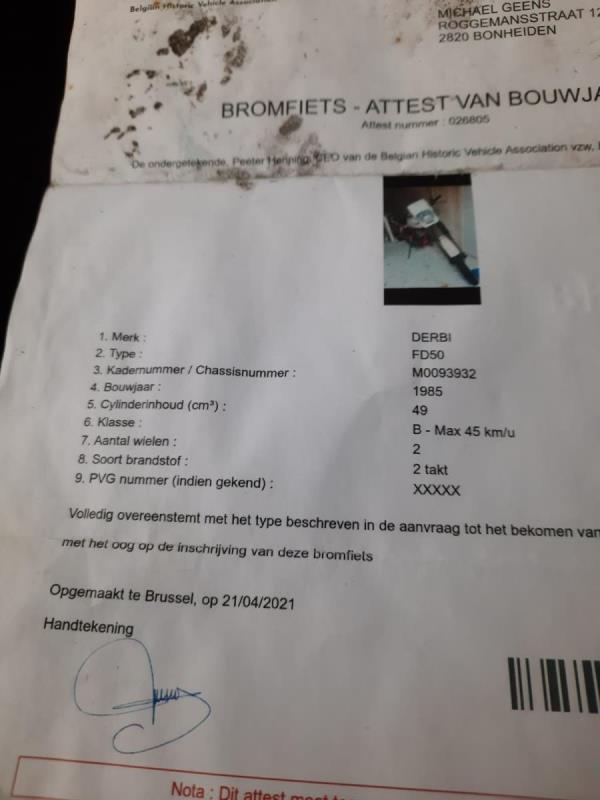 Belgian Historic Vehicle Association
MICHAEL GEENS
ROGGEMANSSTRAAT 12
2820 BONHEIDEN
BROMFIETS - ATTEST VAN BOUWJA
Attest nummer : 026805
De ondergetekende, Peeter Henning, CEO van de Belgian Historic Vehicle Association vzw,
1. Merk : DERBI
2. Type : FD50
3. Kadernummer / Chassisnummer : M0093932
4. Bouwjaar : 1985
5. Cylinderinhoud (cm³) : 49
6. Klasse : B - Max 45 km/u
7. Aantal wielen : 2
8. Soort brandstof : 2 takt
9. PVG nummer (indien gekend) : XXXXX
Volledig overeenstemt met het type beschreven in de aanvraag tot het bekomen van
met het oog op de inschrijving van deze bromfiets
Opgemaakt te Brussel, op 21/04/2021
Handtekening
Nota : Dit attest moet